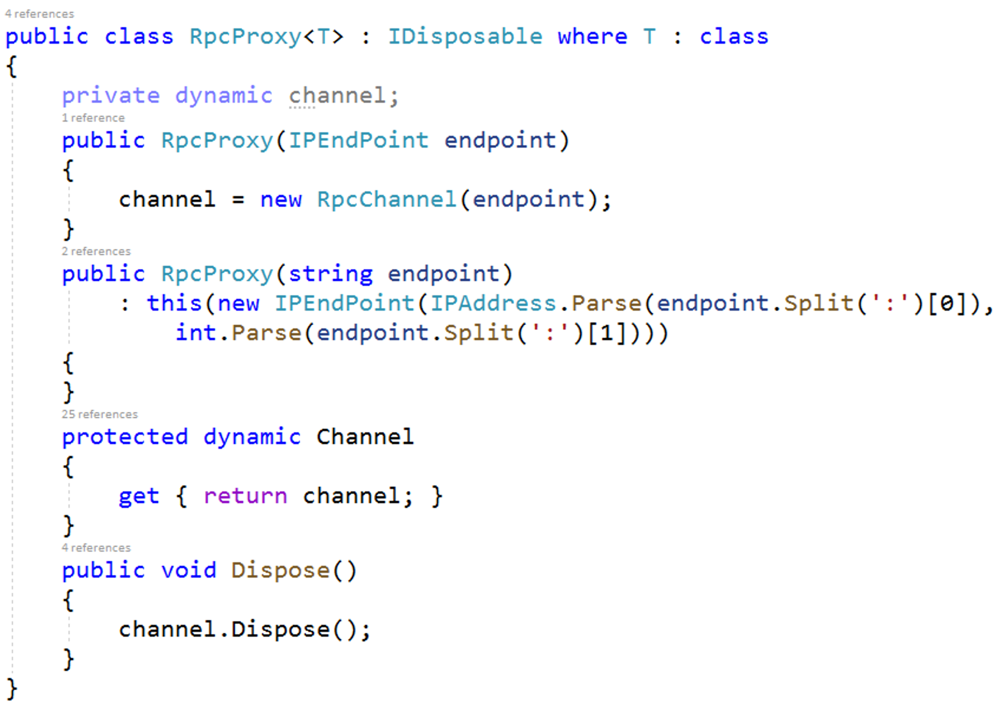 4 references
public class RpcProxy<T> : IDisposable where T : class
{
    private dynamic channel;
    1 reference
    public RpcProxy(IPEndPoint endpoint)
    {
        channel = new RpcChannel(endpoint);
    }
    2 references
    public RpcProxy(string endpoint)
        : this(new IPEndPoint(IPAddress.Parse(endpoint.Split(':')[0]),
            int.Parse(endpoint.Split(':')[1])))
    {
    }
    25 references
    protected dynamic Channel
    {
        get { return channel; }
    }
    4 references
    public void Dispose()
    {
        channel.Dispose();
    }
}